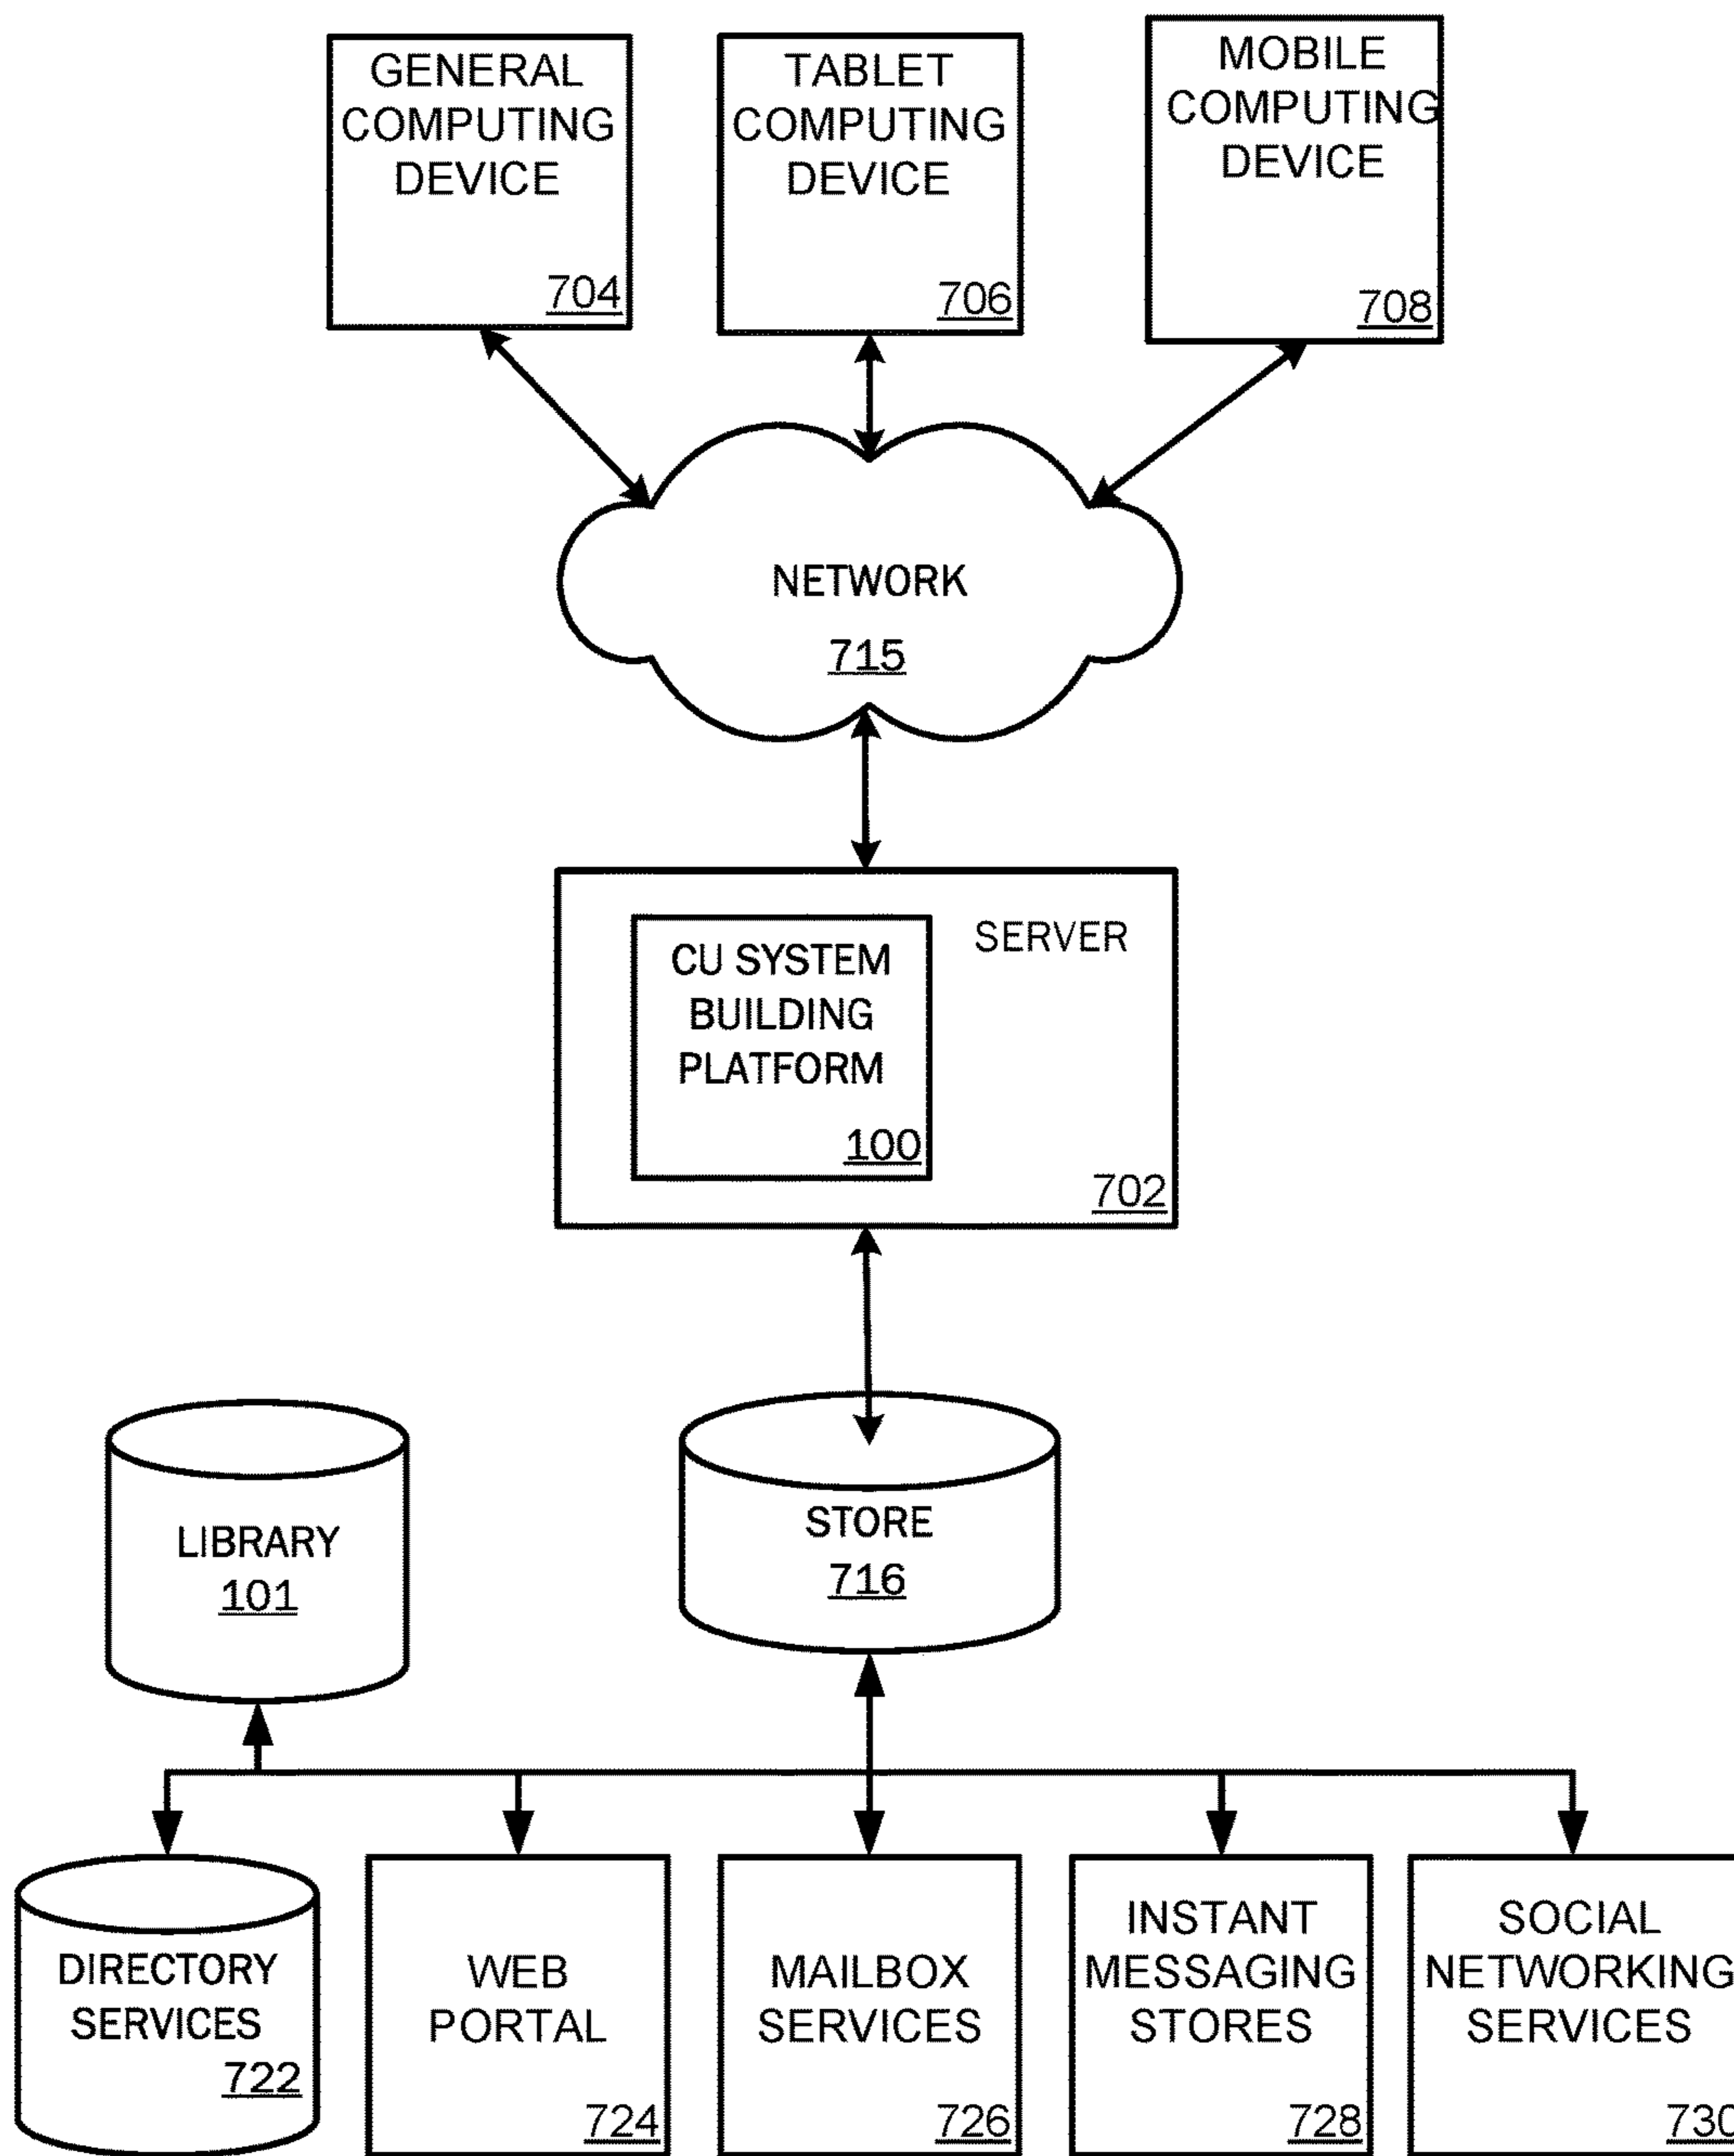 GENERAL
COMPUTING
DEVICE
704
TABLET
COMPUTING
DEVICE
706
MOBILE
COMPUTING
DEVICE
708
NETWORK
715
SERVER
CU SYSTEM
BUILDING
PLATFORM
100
702
LIBRARY
101
STORE
716
DIRECTORY
SERVICES
722
WEB
PORTAL
724
MAILBOX
SERVICES
726
INSTANT
MESSAGING
STORES
728
SOCIAL
NETWORKING
SERVICES
730